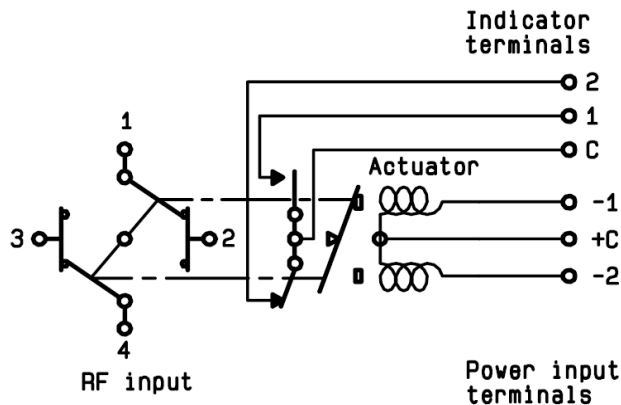 Indicator
terminals
2
1
C
1
Actuator
-1
3
2
+C
-2
4
RF input
Power input
terminals